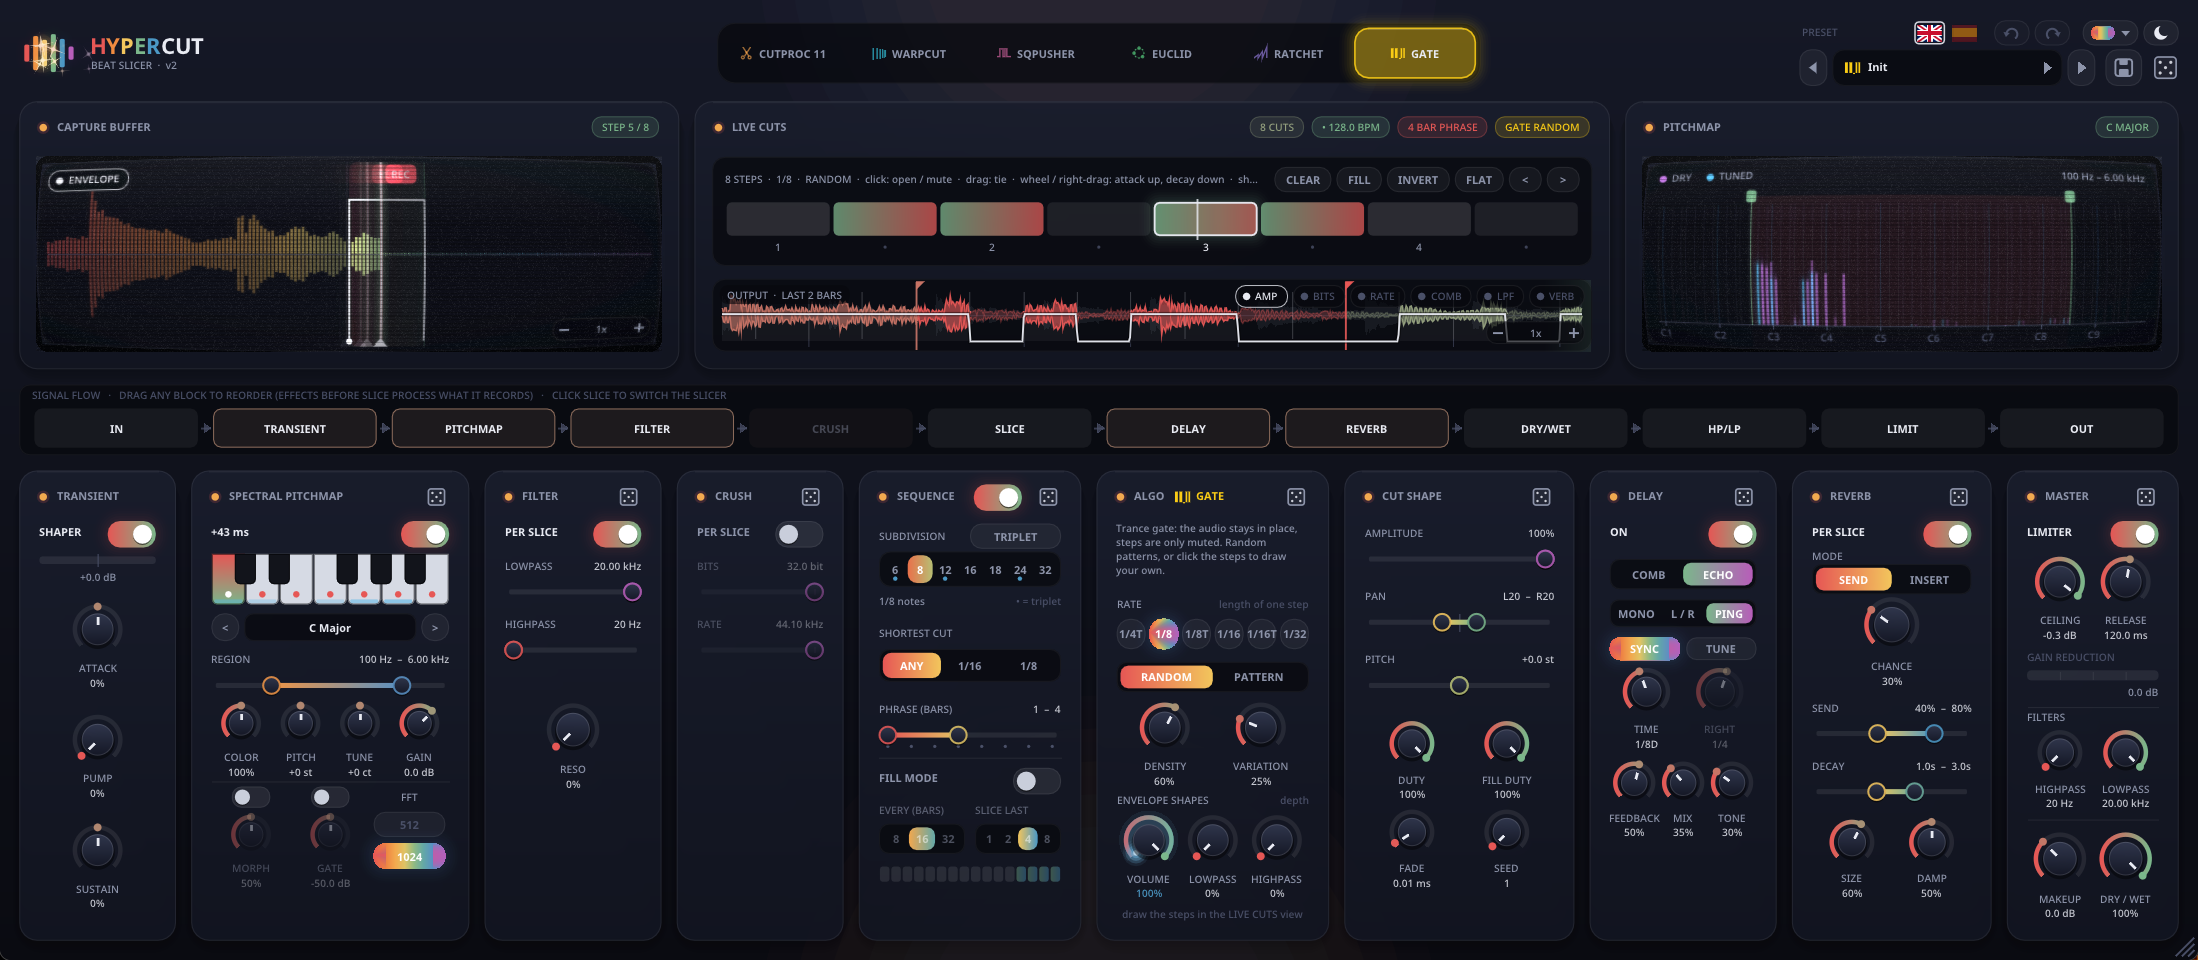 HYPERCUT
BEAT SLICER · v2
CUTPROC 11
WARPCUT
SQPUSHER
EUCLID
RATCHET
GATE
PRESET
Init
CAPTURE BUFFER
STEP 5 / 8
ENVELOPE
REC
1x
LIVE CUTS
8 CUTS
• 128.0 BPM
4 BAR PHRASE
GATE RANDOM
8 STEPS · 1/8 · RANDOM · click: open / mute · drag: tie · wheel / right-drag: attack up, decay down · sh...
CLEAR
FILL
INVERT
FLAT
<
>
1 • 2 • 3 • 4 •
OUTPUT · LAST 2 BARS
AMP
BITS
RATE
COMB
LPF
VERB
− 1x +
PITCHMAP
C MAJOR
DRY
TUNED
100 Hz – 6.00 kHz
C1 C2 C3 C4 C5 C6 C7 C8 C9
SIGNAL FLOW · DRAG ANY BLOCK TO REORDER (EFFECTS BEFORE SLICE PROCESS WHAT IT RECORDS) · CLICK SLICE TO SWITCH THE SLICER
IN
TRANSIENT
PITCHMAP
FILTER
CRUSH
SLICE
DELAY
REVERB
DRY/WET
HP/LP
LIMIT
OUT
TRANSIENT
SHAPER
+0.0 dB
ATTACK
0%
PUMP
0%
SUSTAIN
0%
SPECTRAL PITCHMAP
+43 ms
<
C Major
>
REGION
100 Hz – 6.00 kHz
COLOR PITCH TUNE GAIN
100% +0 st +0 ct 0.0 dB
FFT
512
1024
MORPH GATE
50% -50.0 dB
FILTER
PER SLICE
LOWPASS 20.00 kHz
HIGHPASS 20 Hz
RESO
0%
CRUSH
PER SLICE
BITS 32.0 bit
RATE 44.10 kHz
SEQUENCE
SUBDIVISION TRIPLET
6 8 12 16 18 24 32
1/8 notes • = triplet
SHORTEST CUT
ANY 1/16 1/8
PHRASE (BARS) 1 – 4
FILL MODE
EVERY (BARS) SLICE LAST
8 16 32 1 2 4 8
ALGO GATE
Trance gate: the audio stays in place,
steps are only muted. Random
patterns, or click the steps to draw
your own.
RATE length of one step
1/4T 1/8 1/8T 1/16 1/16T 1/32
RANDOM PATTERN
DENSITY VARIATION
60% 25%
ENVELOPE SHAPES depth
VOLUME LOWPASS HIGHPASS
100% 0% 0%
draw the steps in the LIVE CUTS view
CUT SHAPE
AMPLITUDE 100%
PAN L20 – R20
PITCH +0.0 st
DUTY FILL DUTY
100% 100%
FADE SEED
0.01 ms 1
DELAY
ON
COMB ECHO
MONO L / R PING
SYNC TUNE
TIME RIGHT
1/8D 1/4
FEEDBACK MIX TONE
50% 35% 30%
REVERB
PER SLICE
MODE
SEND INSERT
CHANCE
30%
SEND 40% – 80%
DECAY 1.0s – 3.0s
SIZE DAMP
60% 50%
MASTER
LIMITER
CEILING RELEASE
-0.3 dB 120.0 ms
GAIN REDUCTION
0.0 dB
FILTERS
HIGHPASS LOWPASS
20 Hz 20.00 kHz
MAKEUP DRY / WET
0.0 dB 100%